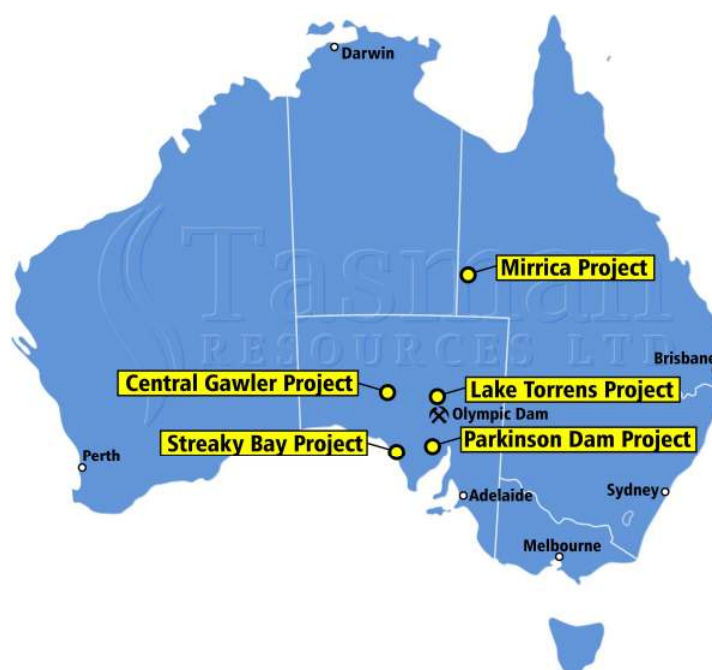 Darwin
Mirrica Project
Tasman
RESOURCES LTD
Brisbane
Central Gawler Project
Lake Torrens Project
Olympic Dam
Streaky Bay Project
Parkinson Dam Project
Perth
Adelaide
Sydney
Melbourne